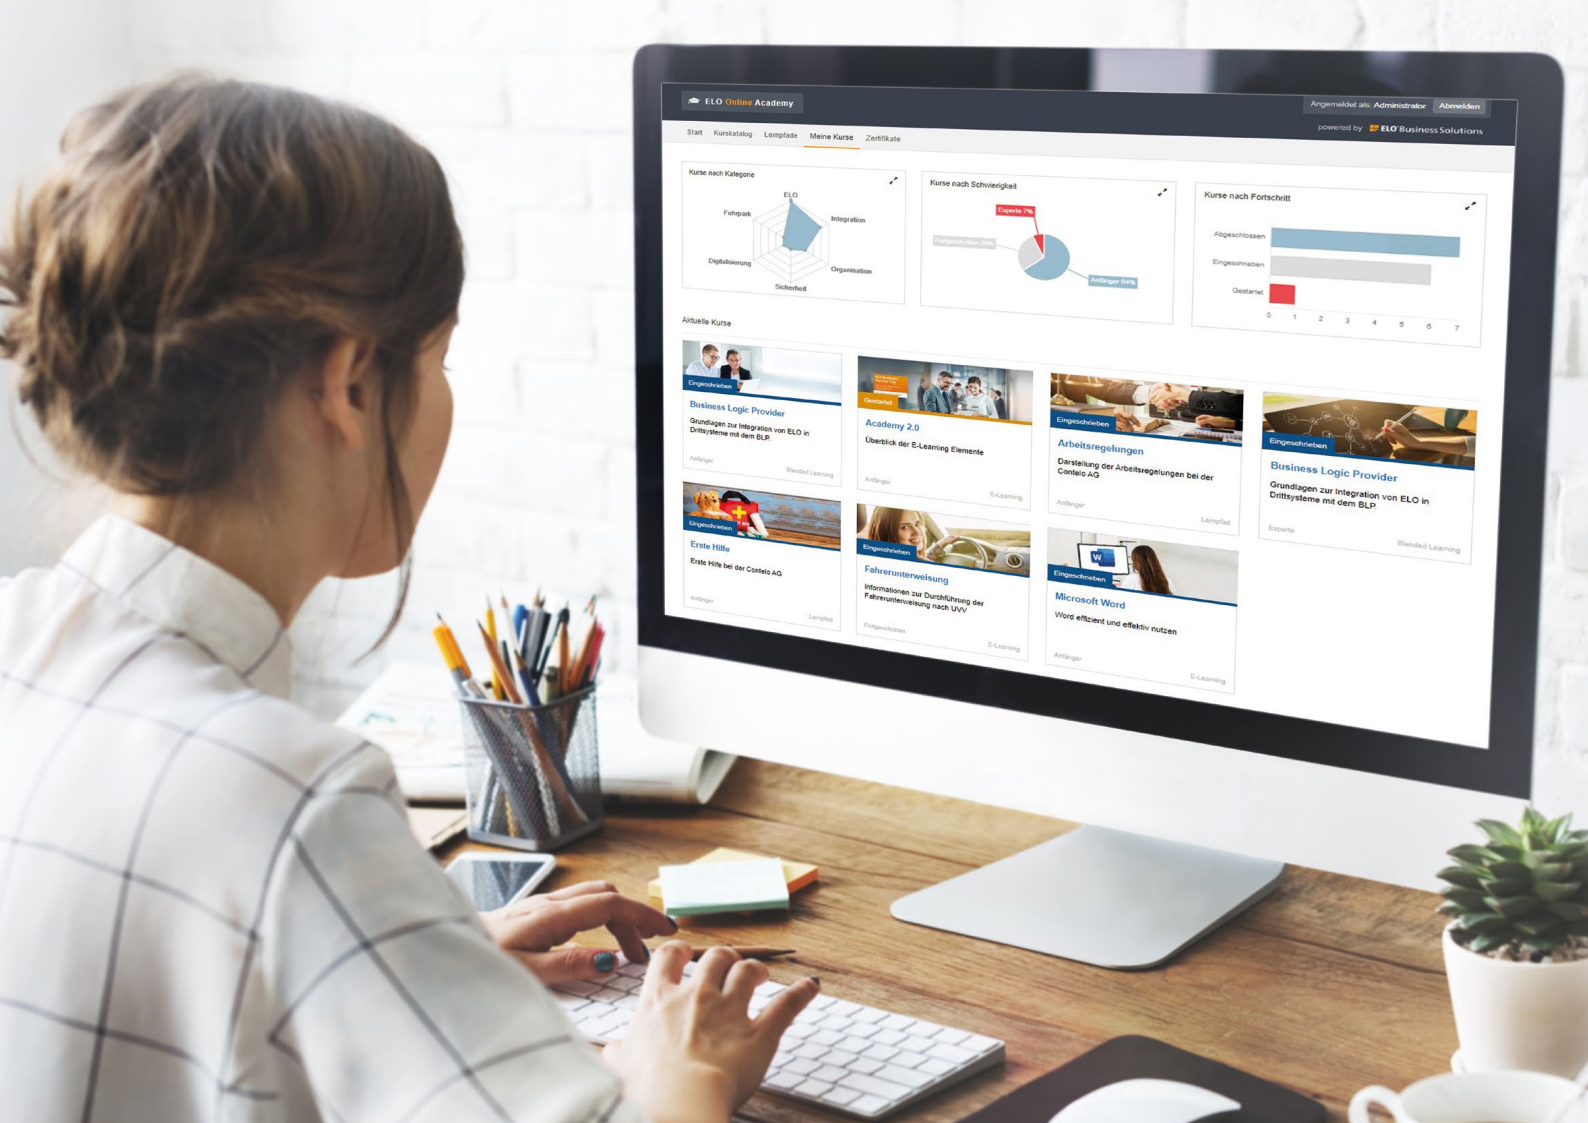 ELO Online Academy
Angemeldet als: Administrator Abmelden
powered by ELO Business Solutions
Start Kurskatalog Lernpfade Meine Kurse Zertifikate
Kurse nach Kategorie
ELO
Integration
Organisation
Sicherheit
Digitalisierung
Fuhrpark
Kurse nach Schwierigkeit
Experte 7%
Anfänger 64%
Kurse nach Fortschritt
Abgeschlossen
Eingeschrieben
Gestartet
0 1 2 3 4 5 6 7
Aktuelle Kurse
Eingeschrieben
Business Logic Provider
Grundlagen zur Integration von ELO in
Drittsysteme mit dem BLP.
Anfänger
Blended Learning
Gestartet
Academy 2.0
Überblick der E-Learning Elemente
Anfänger
E-Learning
Eingeschrieben
Arbeitsregelungen
Darstellung der Arbeitsregelungen bei der
Contelo AG
Anfänger
Lernpfad
Eingeschrieben
Business Logic Provider
Grundlagen zur Integration von ELO in
Drittsysteme mit dem BLP.
Experte
Blended Learning
Eingeschrieben
Erste Hilfe
Erste Hilfe bei der Contelo AG
Anfänger
Lernpfad
Eingeschrieben
Fahrerunterweisung
Informationen zur Durchführung der
Fahrerunterweisung nach UVV
Fortgeschritten
E-Learning
W
Eingeschrieben
Microsoft Word
Word effizient und effektiv nutzen
Anfänger
E-Learning